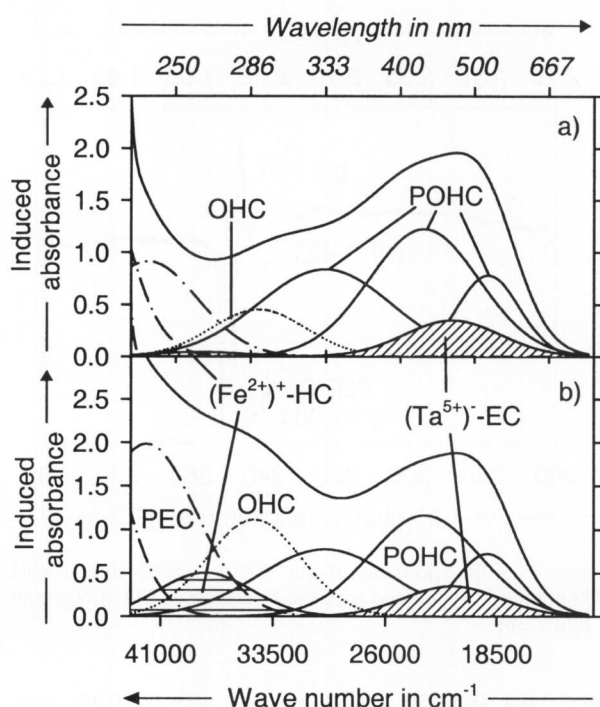 Wavelength in nm
250 286 333 400 500 667
2.5
a)
2.0
OHC
POHC
1.5
1.0
0.5
0.0
Induced
absorbance
(Fe²⁺)⁺-HC
b)
(Ta⁵⁺)⁻-EC
2.5
2.0
1.5
PEC
OHC
POHC
1.0
0.5
0.0
Induced
absorbance
41000 33500 26000 18500
Wave number in cm⁻¹